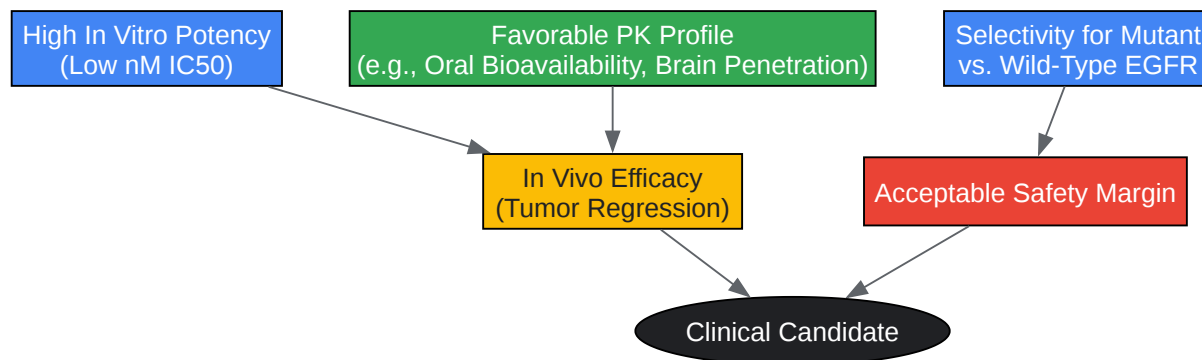 High In Vitro Potency
(Low nM IC50)
Favorable PK Profile
(e.g., Oral Bioavailability, Brain Penetration)
Selectivity for Mutant
vs. Wild-Type EGFR
In Vivo Efficacy
(Tumor Regression)
Acceptable Safety Margin
Clinical Candidate